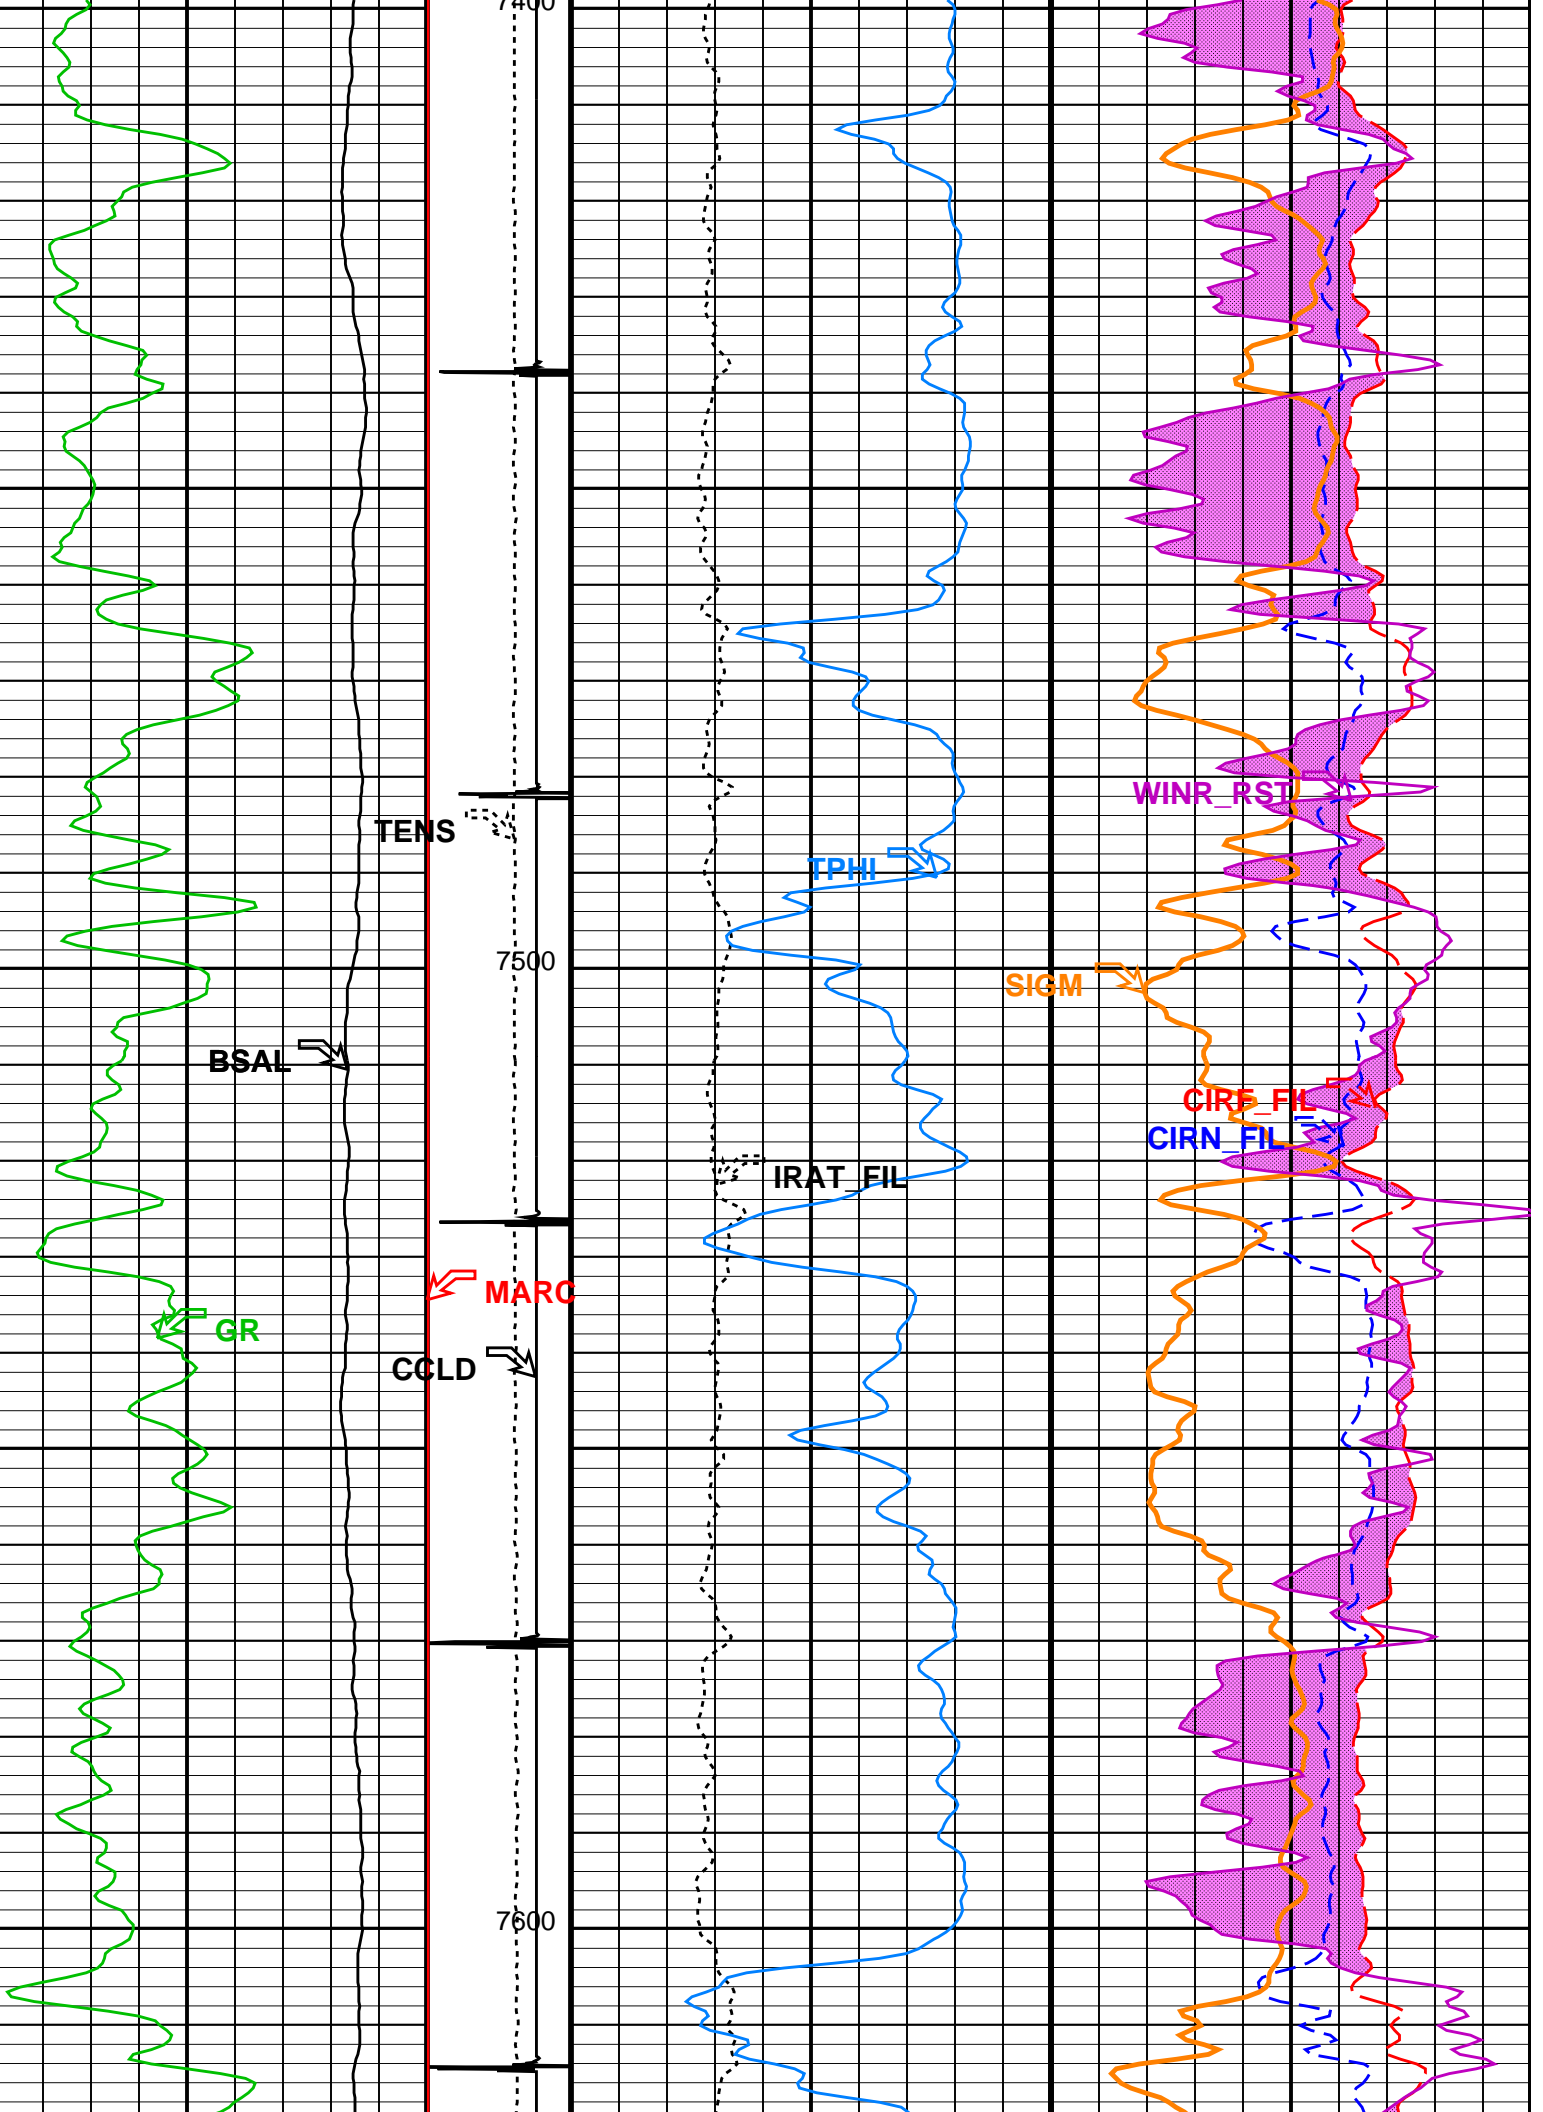 7400
WINR_RST
TENS
TPHI
7500
SIGM
BSAL
CIRF_FIL
CIRN_FIL
IRAT_FIL
MARC
GR
CCLD
7600